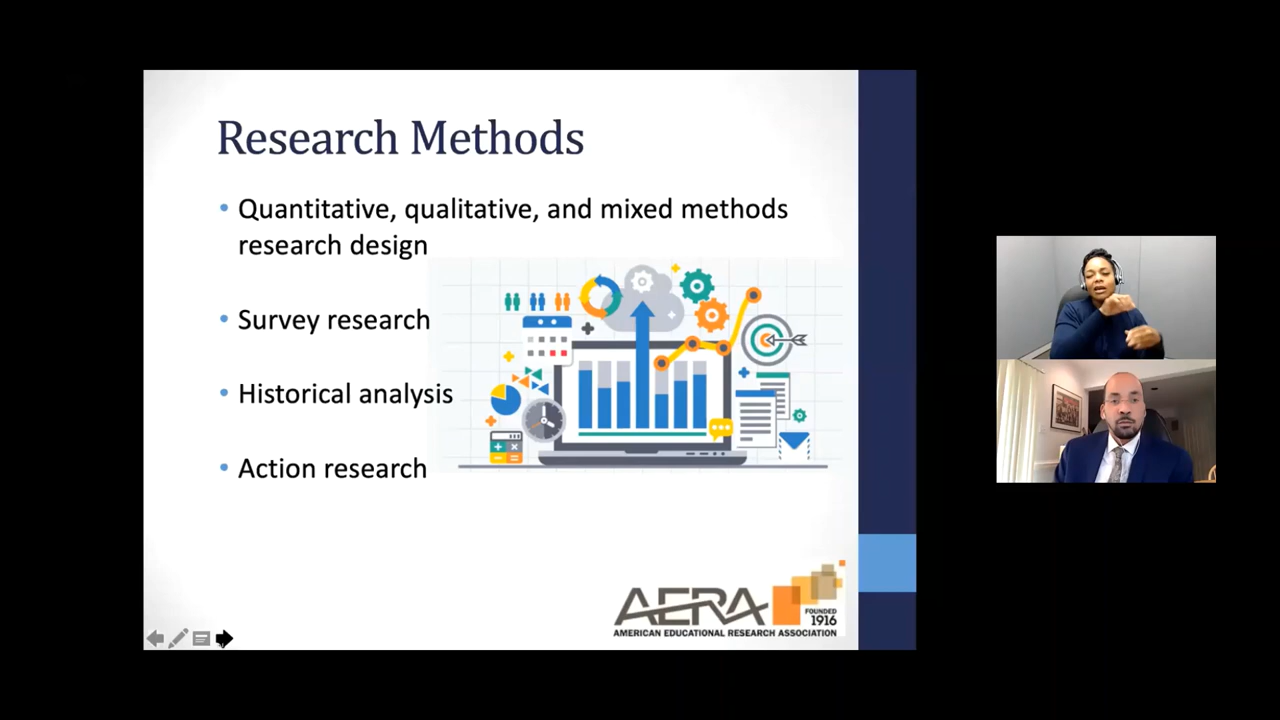 Research Methods
• Quantitative, qualitative, and mixed methods
research design
• Survey research
• Historical analysis
• Action research
AERA
FOUNDED
1916
AMERICAN EDUCATIONAL RESEARCH ASSOCIATION